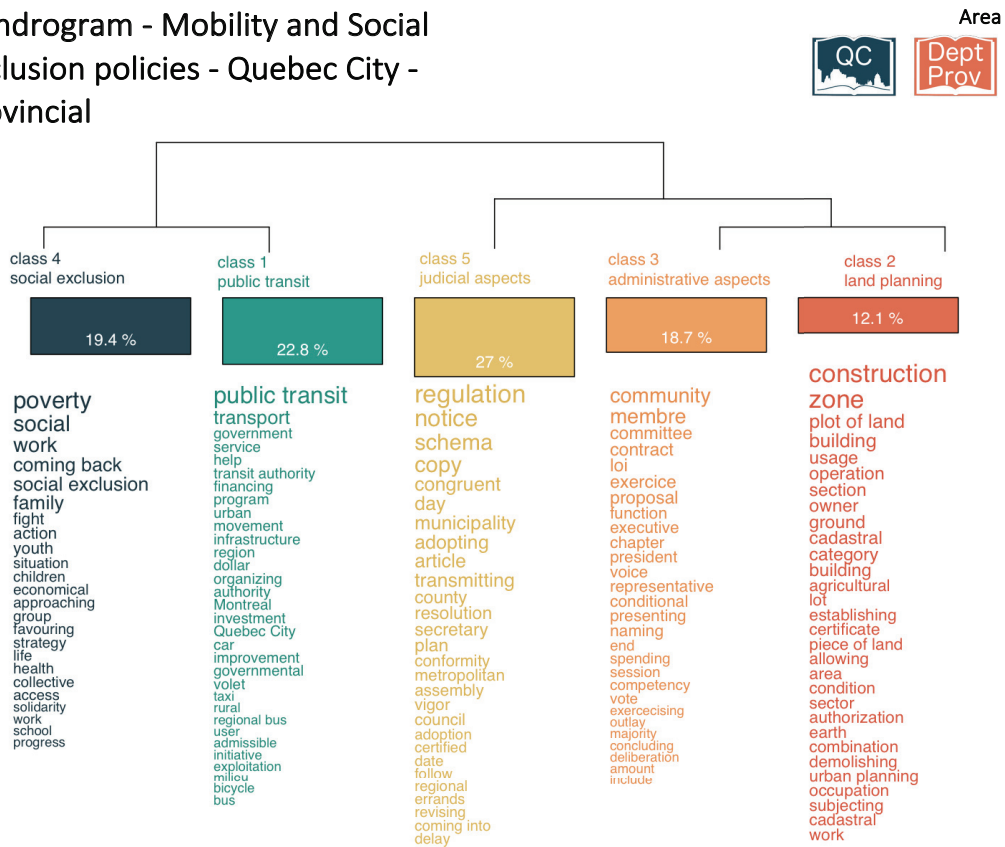 ndrogram - Mobility and Social
clusion policies - Quebec City -
ovincial
Area
QC
Dept
Prov
class 4
social exclusion
19.4 %
poverty
social
work
coming back
social exclusion
family
fight
action
youth
situation
children
economical
approaching
group
favouring
strategy
life
health
collective
access
solidarity
work
school
progress
class 1
public transit
22.8 %
public transit
transport
government
service
help
transit authority
financing
program
urban
movement
infrastructure
region
dollar
organizing
authority
Montreal
investment
Quebec City
car
improvement
governmental
volet
taxi
rural
regional bus
user
admissible
initiative
exploitation
milieu
bicycle
bus
class 5
judicial aspects
27 %
regulation
notice
schema
copy
congruent
day
municipality
adopting
article
transmitting
county
resolution
secretary
plan
conformity
metropolitan
assembly
vigor
council
adoption
certified
date
follow
regional
errands
revising
coming into
delay
class 3
administrative aspects
18.7 %
community
membre
committee
contract
loi
exercice
proposal
function
executive
chapter
president
voice
representative
conditional
presenting
naming
end
spending
session
competency
vote
exercecising
outlay
majority
concluding
deliberation
amount
include
class 2
land planning
12.1 %
construction
zone
plot of land
building
usage
operation
section
owner
ground
cadastral
category
building
agricultural
lot
establishing
certificate
piece of land
allowing
area
condition
sector
authorization
earth
combination
demolishing
urban planning
occupation
subjecting
cadastral
work